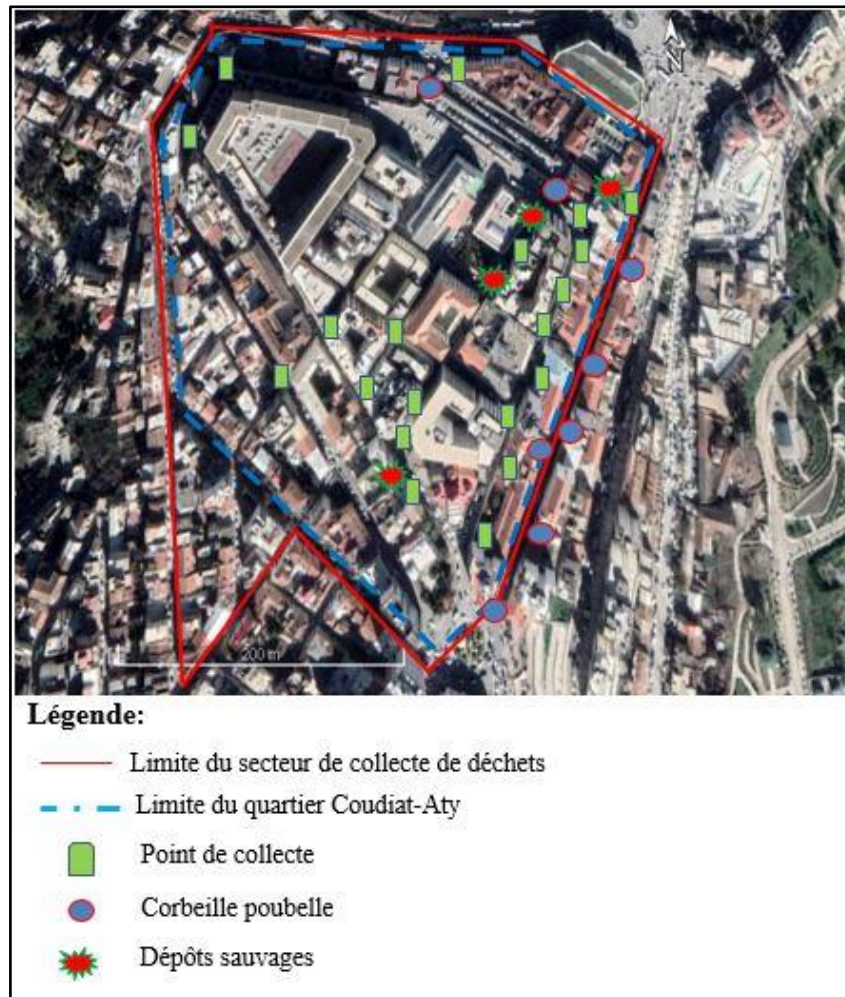 N
200 m
Légende:
Limite du secteur de collecte de déchets
Limite du quartier Coudiat-Aty
Point de collecte
Corbeille poubelle
Dépôts sauvages